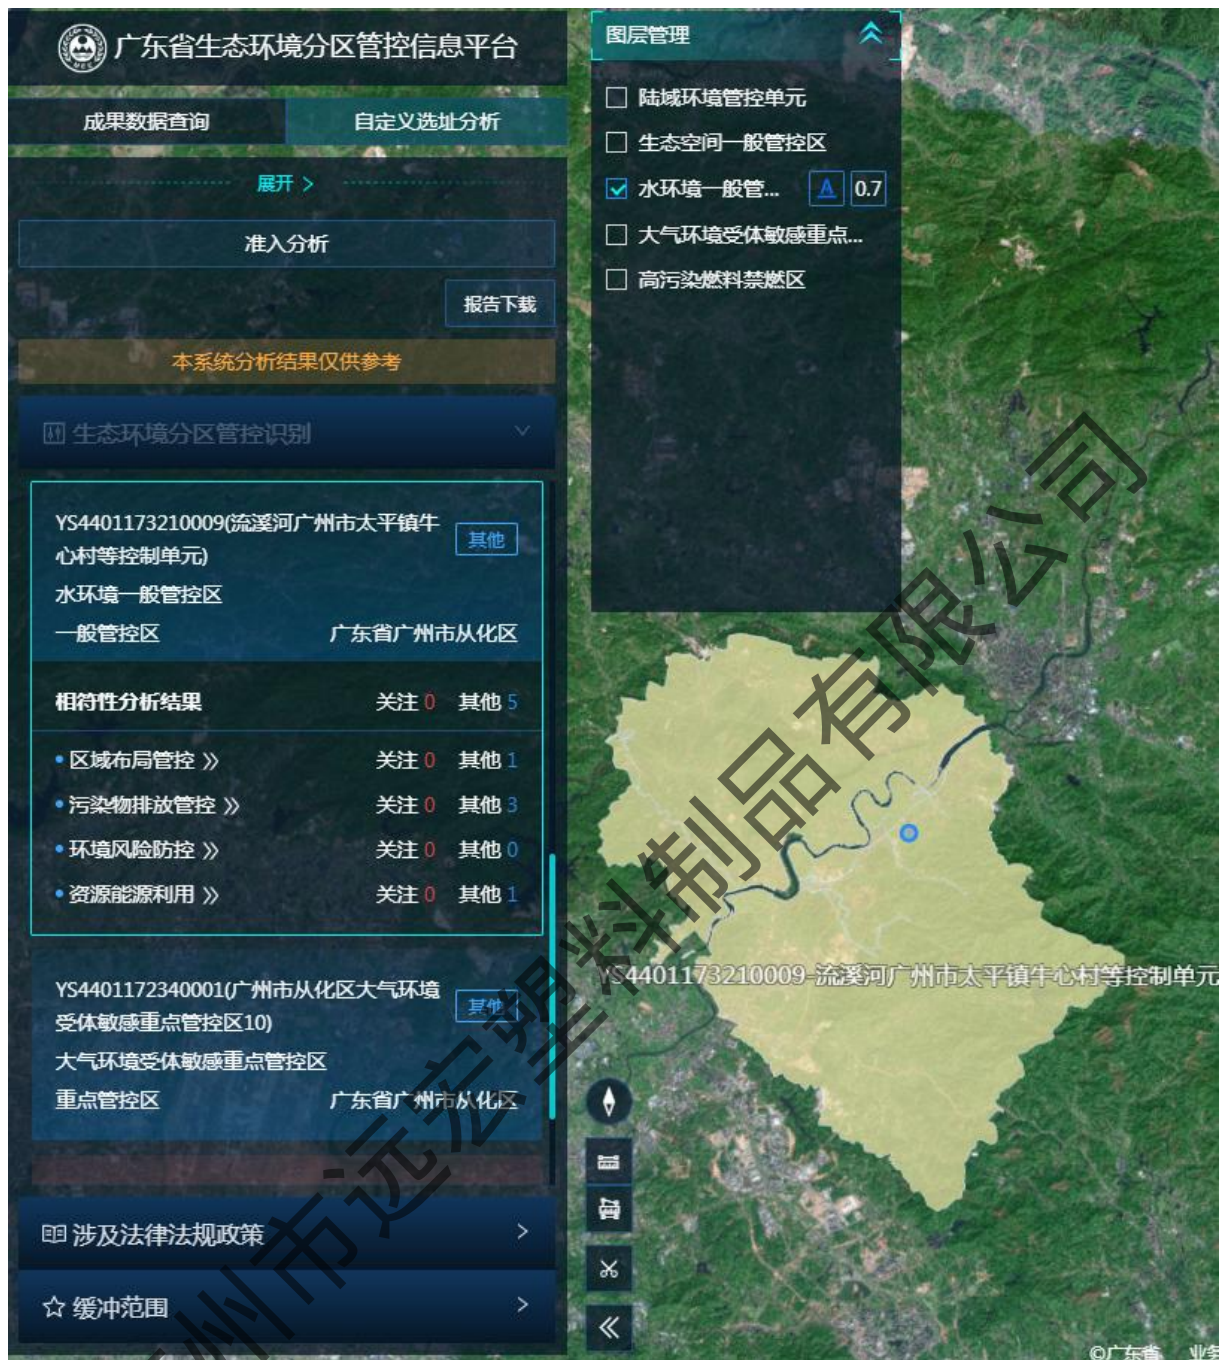 广东省生态环境分区管控信息平台
成果数据查询 自定义选址分析
展开 >
准入分析
报告下载
本系统分析结果仅供参考
生态环境分区管控识别
YS4401173210009(流溪河广州市太平镇牛
心村等控制单元)
其他
水环境一般管控区
一般管控区 广东省广州市从化区
相符性分析结果 关注 0 其他 5
区域布局管控 》 关注 0 其他 1
污染物排放管控 》 关注 0 其他 3
环境风险防控 》 关注 0 其他 0
资源能源利用 》 关注 0 其他 1
YS4401172340001(广州市从化区大气环境
受体敏感重点管控区10)
其他
大气环境受体敏感重点管控区
重点管控区 广东省广州市从化区
涉及法律法规政策 >
缓冲范围 >
图层管理
陆域环境管控单元
生态空间一般管控区
水环境一般管... A 0.7
大气环境受体敏感重点...
高污染燃料禁燃区
YS4401173210009-流溪河广州市太平镇牛心村等控制单元
©广东省 业务
州市远宏塑料制品有限公司